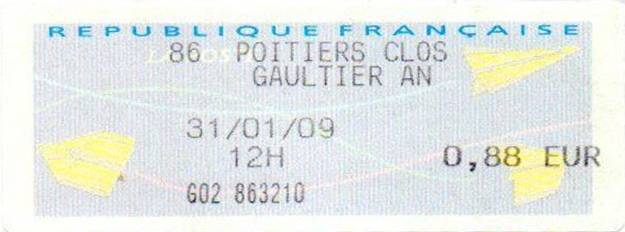 REPUBLIQUE FRANÇAISE
86 POITIERS CLOS
GAULTIER AN
31/01/09
12H
0,88 EUR
G02 863210